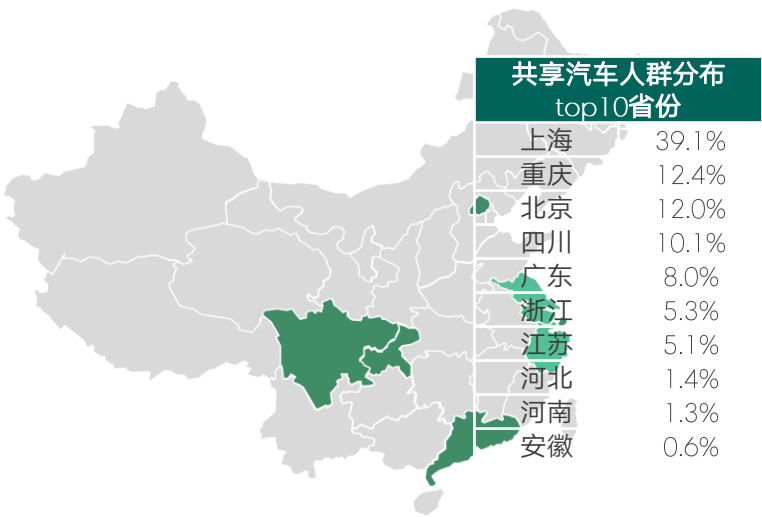 共享汽车人群分布
top10省份
上海 39.1%
重庆 12.4%
北京 12.0%
四川 10.1%
广东 8.0%
浙江 5.3%
江苏 5.1%
河北 1.4%
河南 1.3%
安徽 0.6%